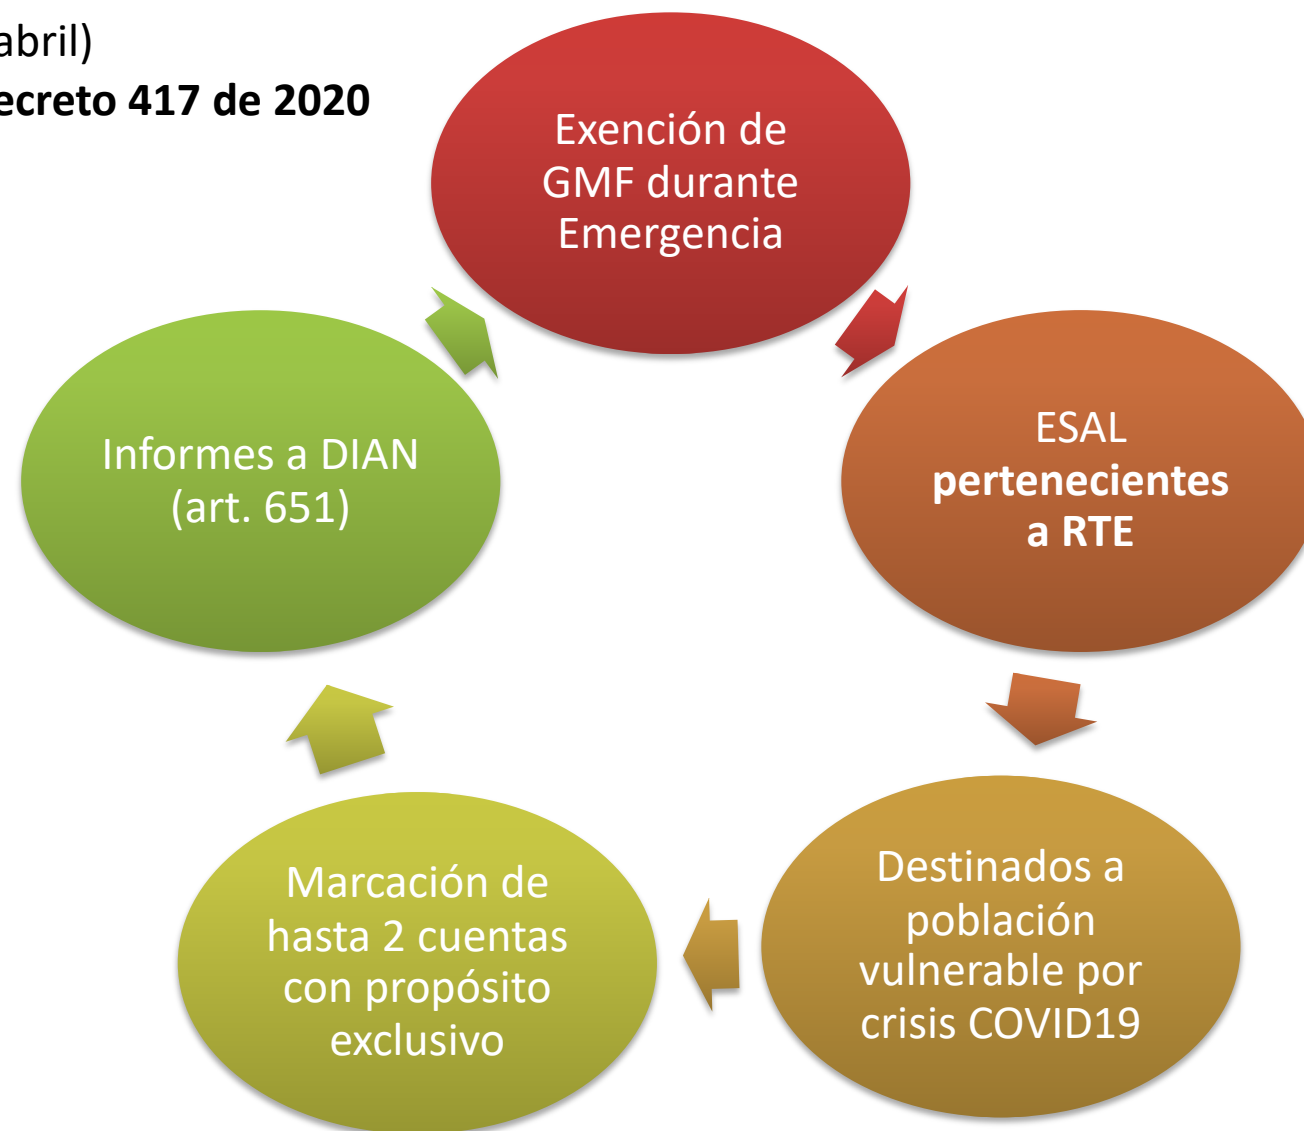 abril)
ecreto 417 de 2020
Exención de
GMF durante
Emergencia
ESAL
pertenecientes
a RTE
Destinados a
población
vulnerable por
crisis COVID19
Marcación de
hasta 2 cuentas
con propósito
exclusivo
Informes a DIAN
(art. 651)